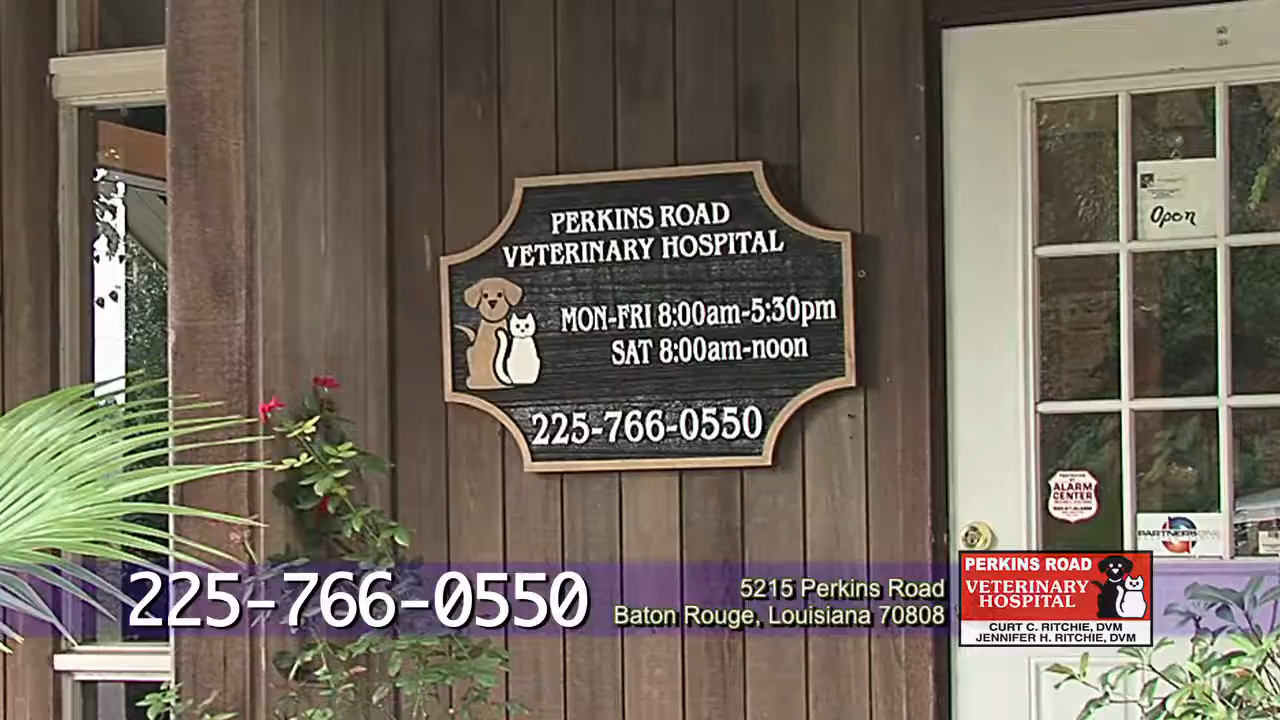 PERKINS ROAD
VETERINARY HOSPITAL
MON-FRI 8:00am-5:30pm
SAT 8:00am-noon
225-766-0550
Open
ALARM
CENTER
PARTNERS
225-766-0550
5215 Perkins Road
Baton Rouge, Louisiana 70808
PERKINS ROAD
VETERINARY
HOSPITAL
CURT C. RITCHIE, DVM
JENNIFER H. RITCHIE, DVM